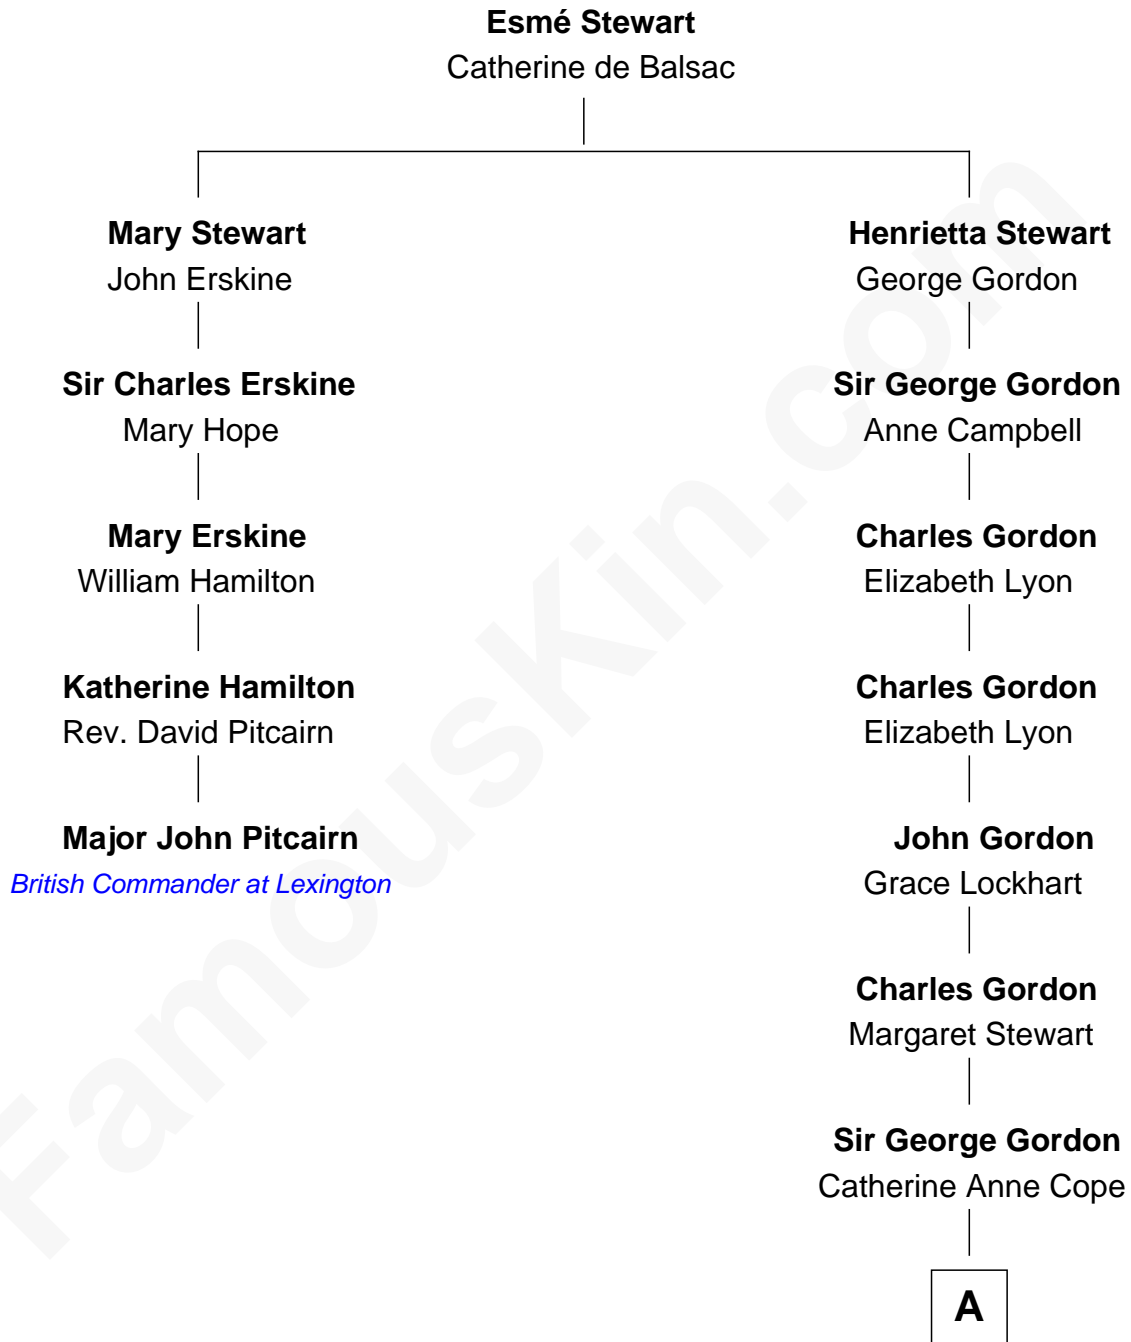 Esmé Stewart
Catherine de Balsac
Mary Stewart
John Erskine
Henrietta Stewart
George Gordon
Sir Charles Erskine
Mary Hope
Sir George Gordon
Anne Campbell
Mary Erskine
William Hamilton
Charles Gordon
Elizabeth Lyon
Katherine Hamilton
Rev. David Pitcairn
Charles Gordon
Elizabeth Lyon
Major John Pitcairn
British Commander at Lexington
John Gordon
Grace Lockhart
Charles Gordon
Margaret Stewart
Sir George Gordon
Catherine Anne Cope
A
FamousKin.com